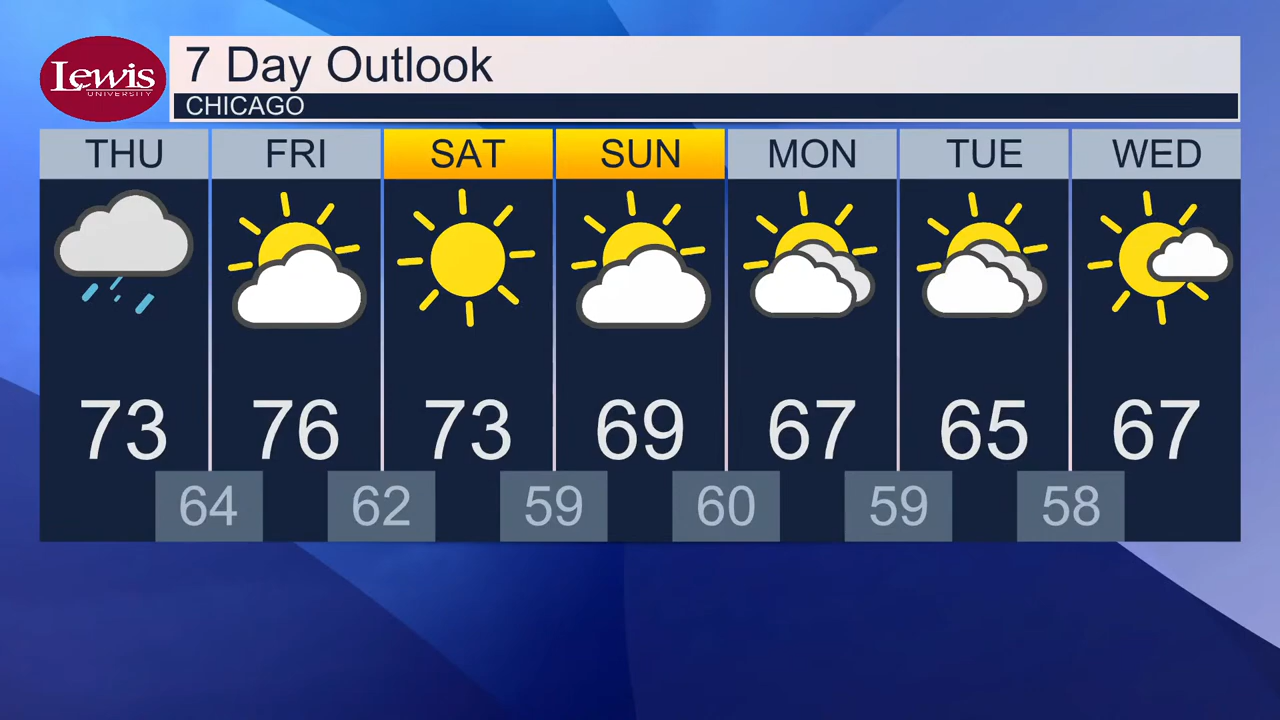 Lewis
UNIVERSITY
7 Day Outlook
CHICAGO
THU FRI SAT SUN MON TUE WED
73 76 73 69 67 65 67
64 62 59 60 59 58